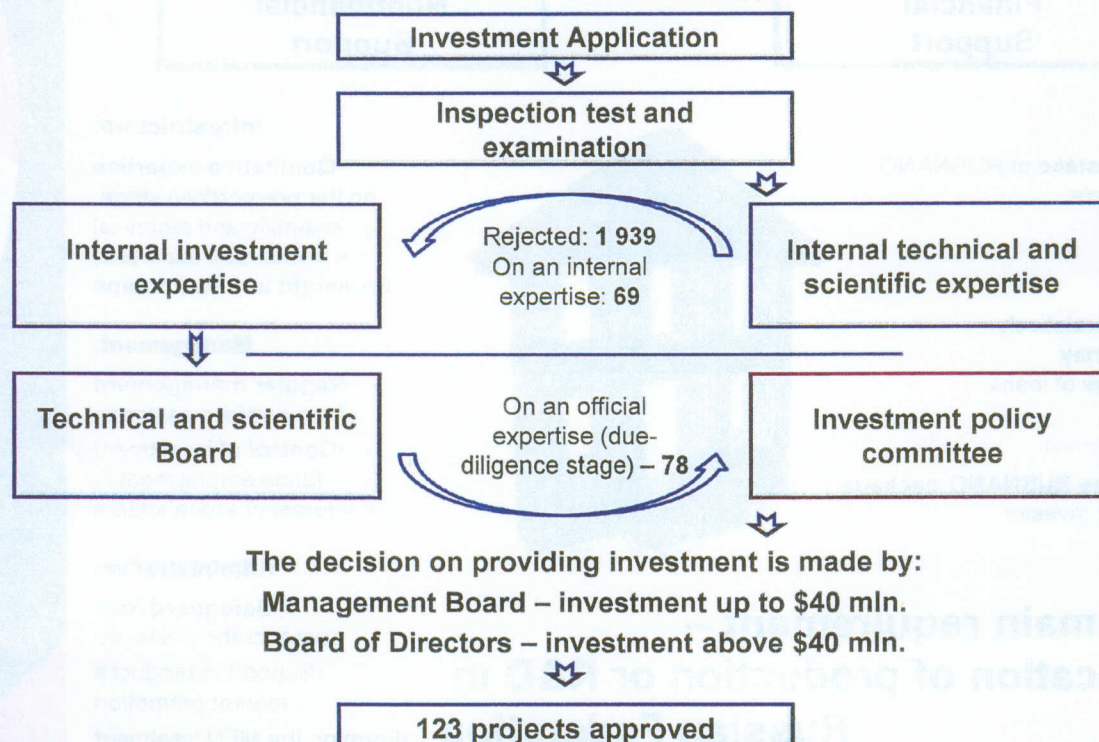 Investment Application
Inspection test and
examination
Internal investment
expertise
Rejected: 1 939
On an internal
expertise: 69
Internal technical and
scientific expertise
Technical and scientific
Board
On an official
expertise (due-
diligence stage) – 78
Investment policy
committee
The decision on providing investment is made by:
Management Board – investment up to $40 mln.
Board of Directors – investment above $40 mln.
123 projects approved